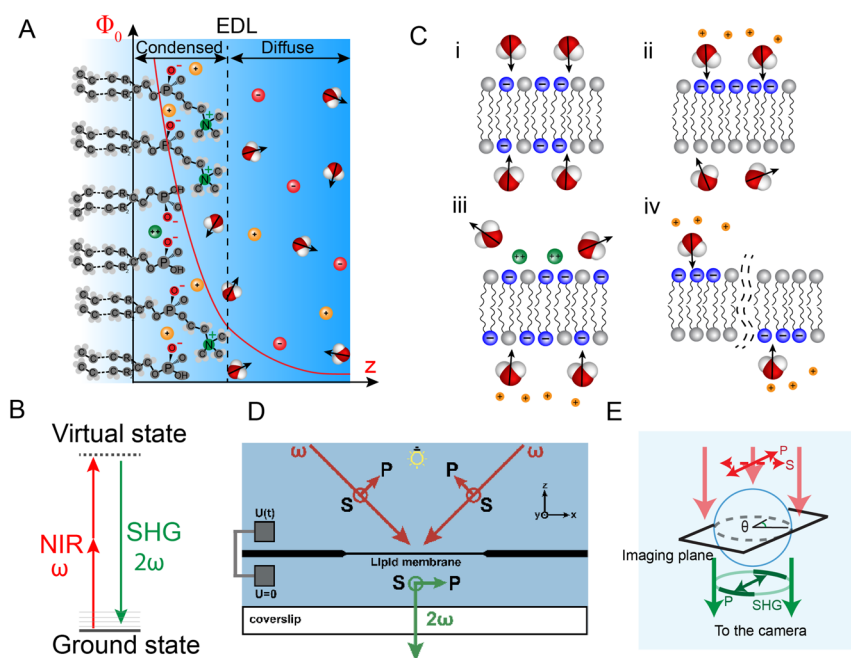 A
Φ₀
EDL
Condensed
Diffuse
z
B
Virtual state
NIR
ω
SHG
2ω
Ground state
C
i
ii
iii
iv
D
ω
ω
P
P
S
S
U(t)
z
y
x
Lipid membrane
S
P
U=0
2ω
coverslip
E
P
S
θ
Imaging plane
P
SHG
To the camera